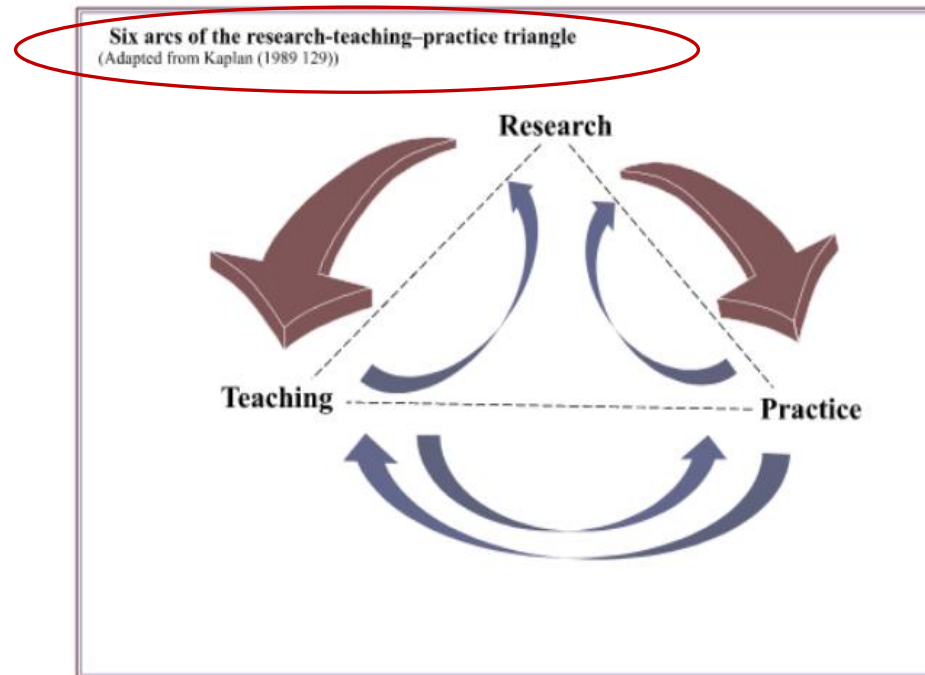 Six arcs of the research-teaching–practice triangle
(Adapted from Kaplan (1989 129))
Research
Teaching
Practice